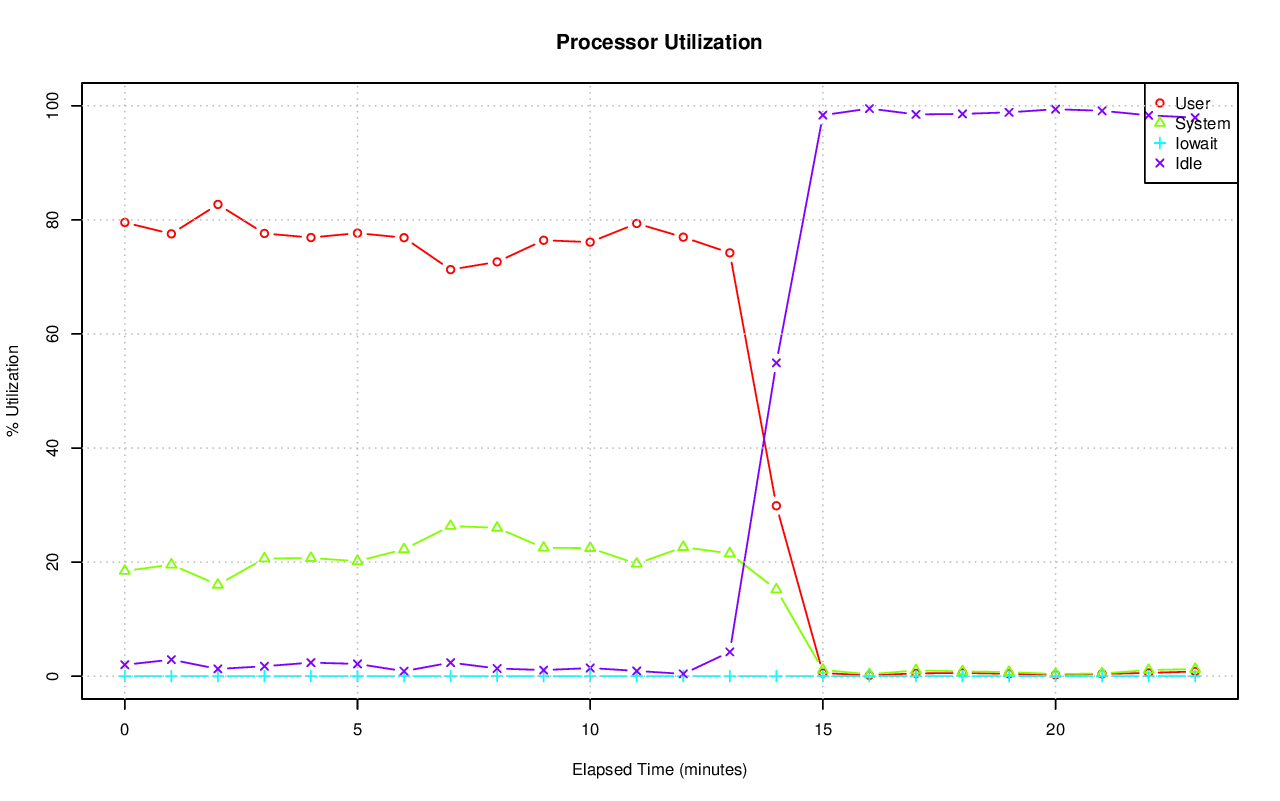 Processor Utilization
% Utilization
100
80
60
40
20
0
User
System
Iowait
Idle
0 5 10 15 20
Elapsed Time (minutes)